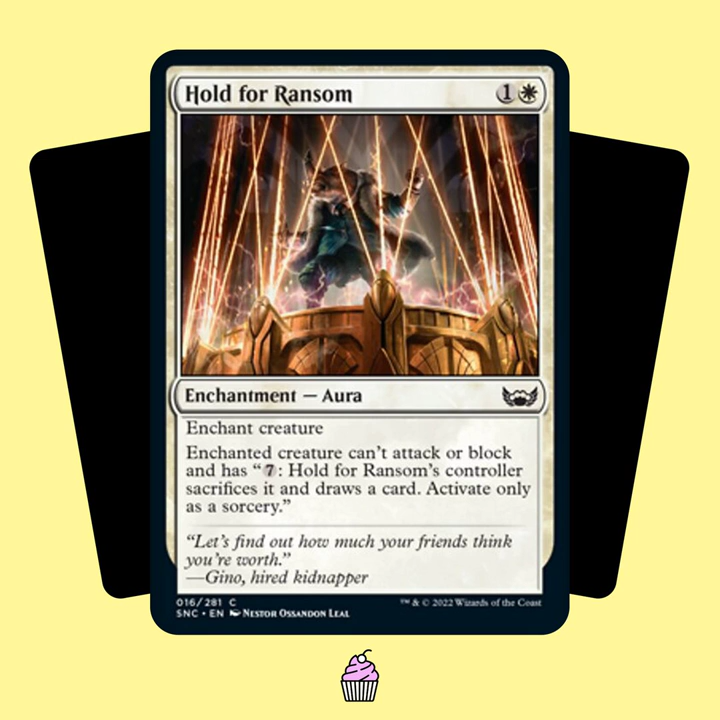 Hold for Ransom 1
Enchantment — Aura
Enchant creature
Enchanted creature can't attack or block
and has “7: Hold for Ransom's controller
sacrifices it and draws a card. Activate only
as a sorcery.”
“Let's find out how much your friends think
you're worth.”
—Gino, hired kidnapper
016/281 C
SNC • EN Nestor Ossandon Leal
™ & © 2022 Wizards of the Coast